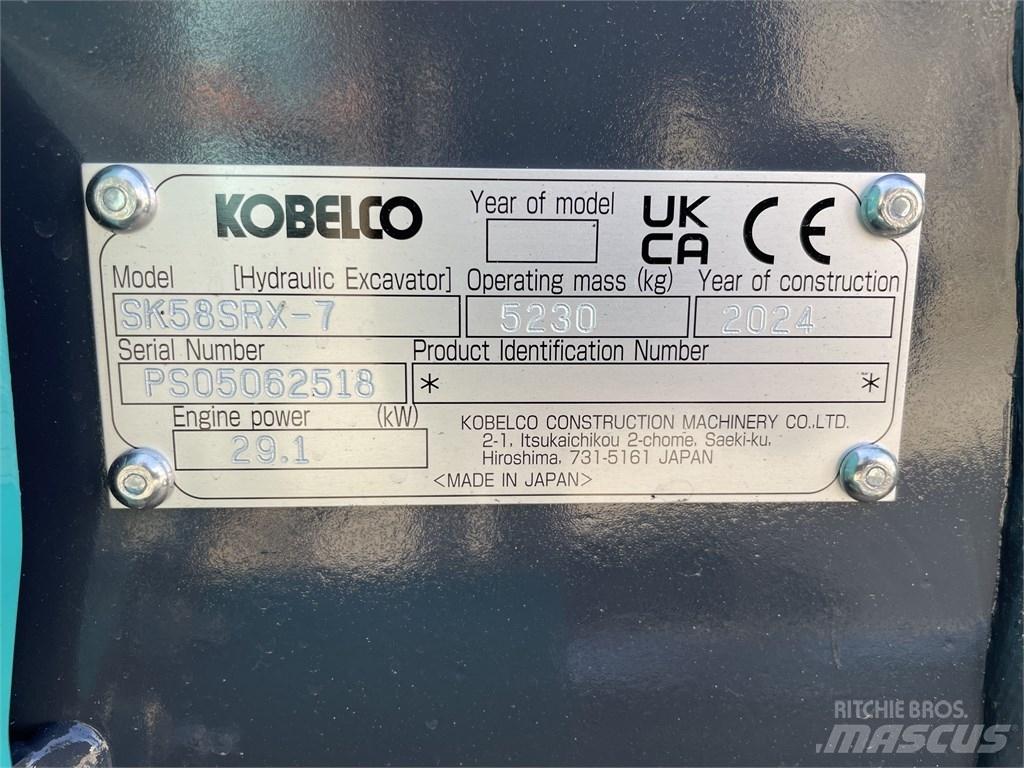 KOBELCO
Year of model
UK
CA CE
Model [Hydraulic Excavator] Operating mass (kg) Year of construction
SK58SRX-7 5230 2024
Serial Number Product Identification Number
PS05062518 * *
Engine power (kW)
29.1
KOBELCO CONSTRUCTION MACHINERY CO.,LTD.
2-1, Itsukaichikou 2-chome, Saeki-ku,
Hiroshima, 731-5161 JAPAN
<MADE IN JAPAN>
RITCHIE BROS.
MASCUS